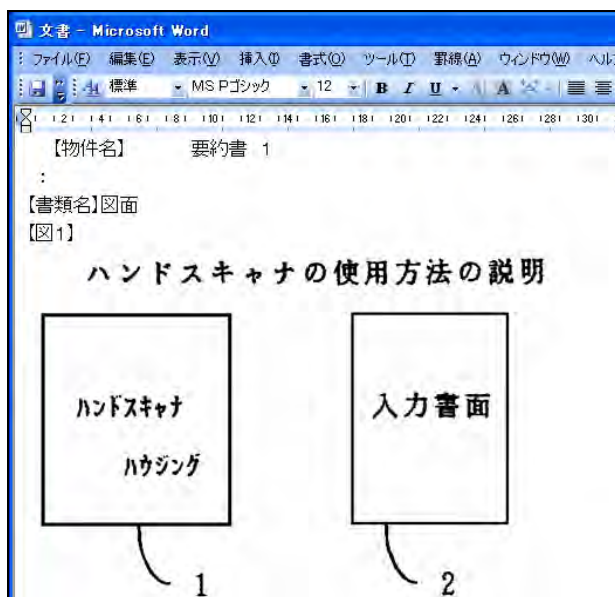 文書 - Microsoft Word
ファイル(F) 編集(E) 表示(V) 挿入(I) 書式(O) ツール(T) 罫線(A) ウィンドウ(W)
標準 MS Pゴシック 12 B I U A A
【物件名】 要約書 1
:
【書類名】図面
【図1】
ハンドスキャナの使用方法の説明
ハンドスキャナ
ハウジング
入力書面
1
2